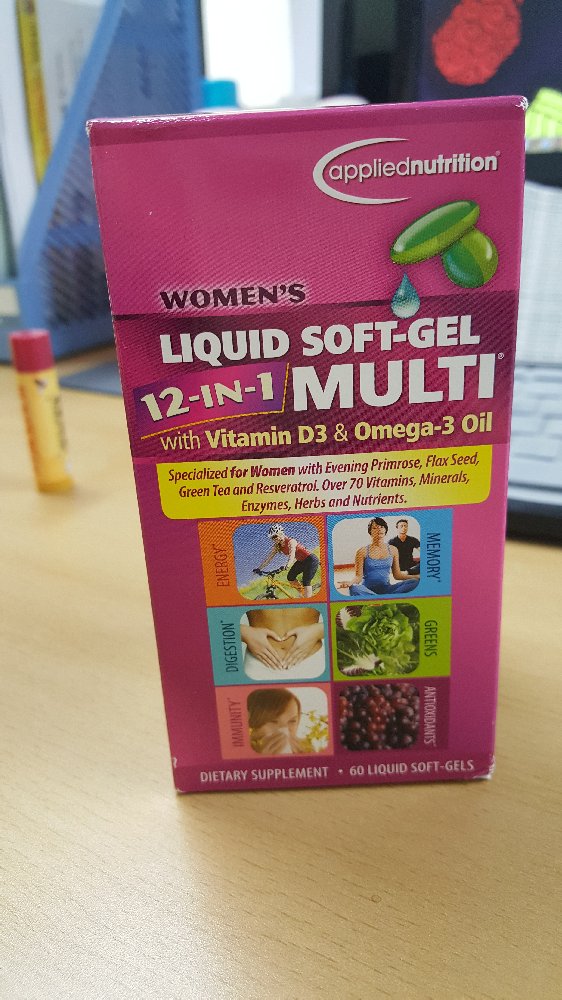 appliednutrition®
WOMEN'S
LIQUID SOFT-GEL
12-IN-1 MULTI®
with Vitamin D3 & Omega-3 Oil
Specialized for Women with Evening Primrose, Flax Seed,
Green Tea and Resveratrol. Over 70 Vitamins, Minerals,
Enzymes, Herbs and Nutrients.
ENERGY*
MEMORY*
DIGESTION*
GREENS
IMMUNITY*
ANTIOXIDANTS*
DIETARY SUPPLEMENT • 60 LIQUID SOFT-GELS